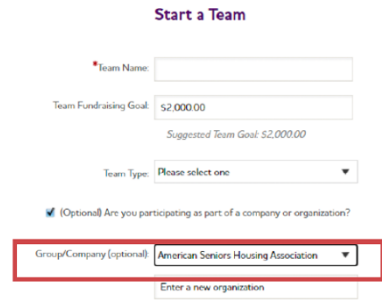 Start a Team
*Team Name:
Team Fundraising Goal: $2,000.00
Suggested Team Goal: $2,000.00
Team Type: Please select one
(Optional) Are you participating as part of a company or organization?
Group/Company (optional): American Seniors Housing Association
Enter a new organization